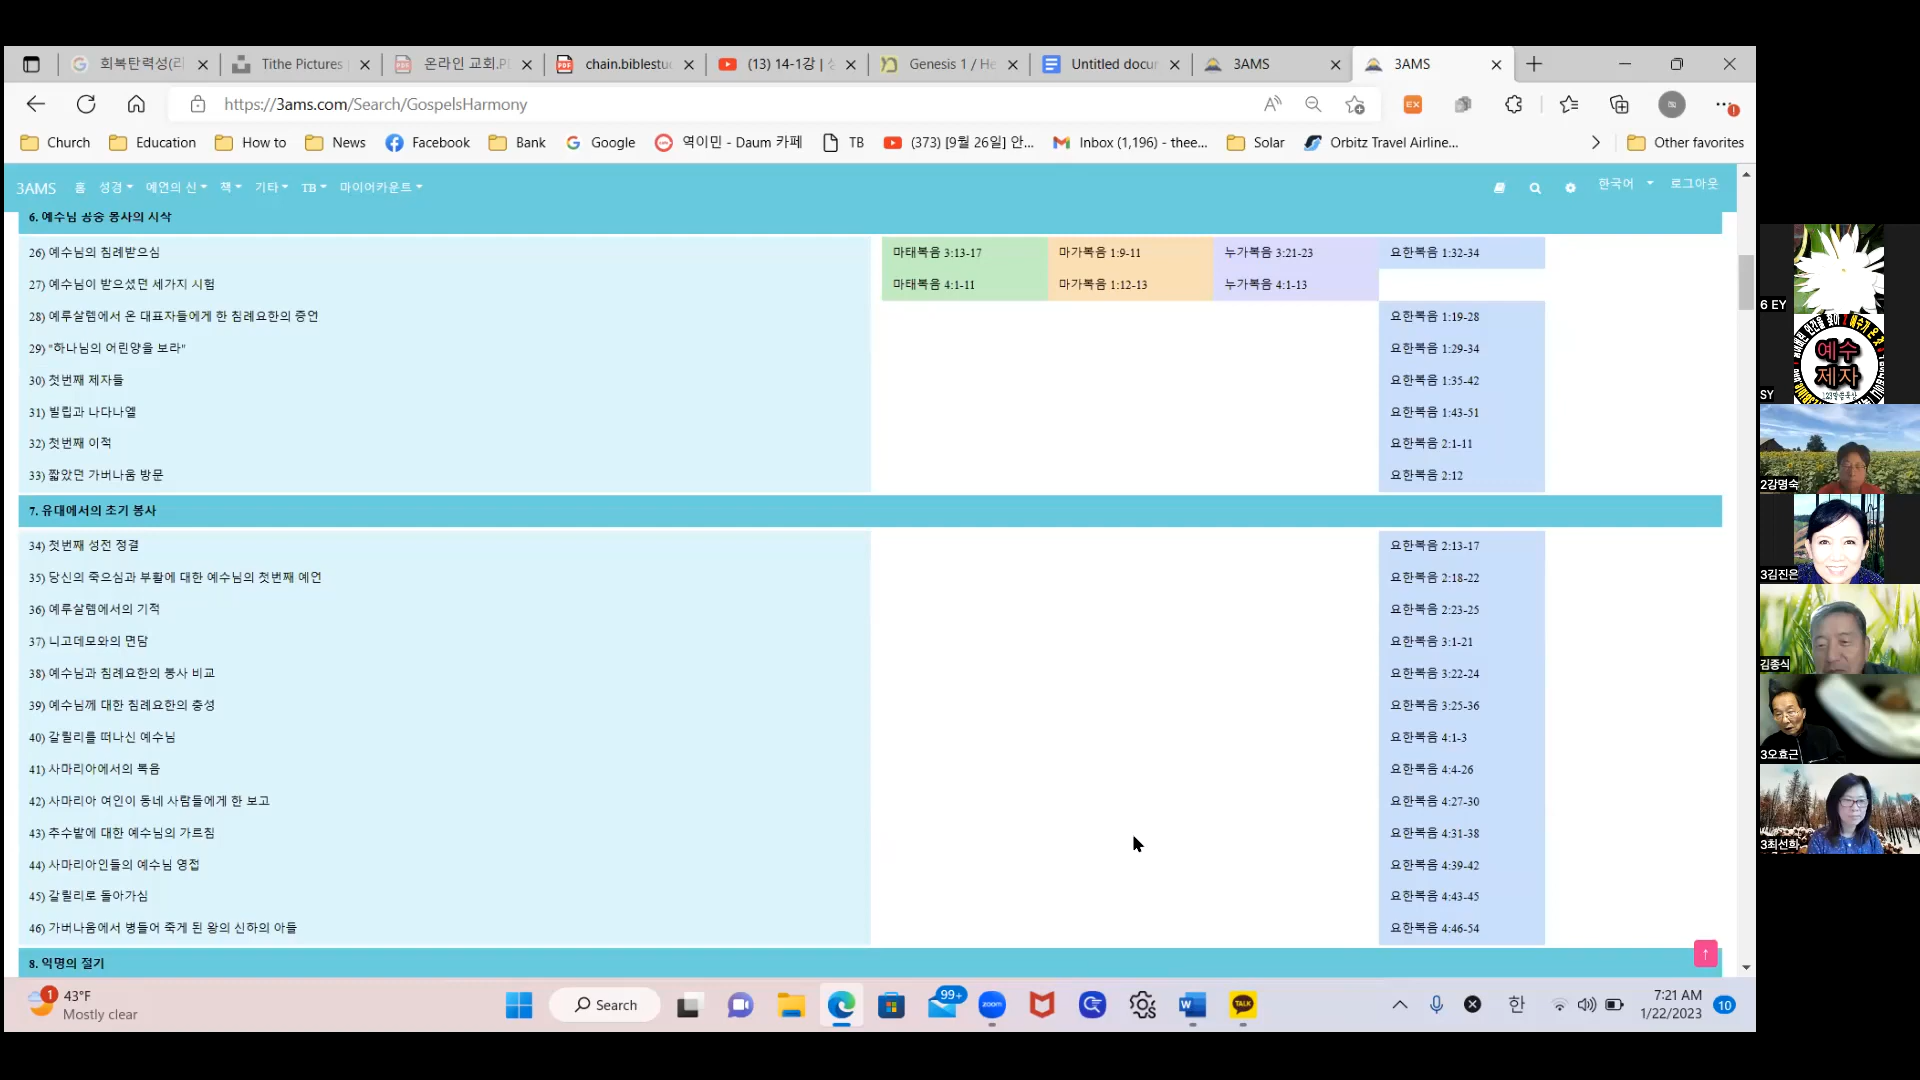 회복탄력성(리
Tithe Pictures
온라인 교회.P
chain.biblestu
(13) 14-1강 |
Genesis 1 / He
Untitled docur
3AMS
3AMS
https://3ams.com/Search/GospelsHarmony
Church
Education
How to
News
Facebook
Bank
Google
역이민 - Daum 카페
TB
(373) [9월 26일] 안...
Inbox (1,196) - thee...
Solar
Orbitz Travel Airline...
Other favorites
3AMS 홈 성경 예언의 신 책 기타 TB 마이어카운트 한국어 로그아웃
6. 예수님 공중 봉사의 시작
26) 예수님의 침례받으심 마태복음 3:13-17 마가복음 1:9-11 누가복음 3:21-23 요한복음 1:32-34
27) 예수님이 받으셨던 세가지 시험 마태복음 4:1-11 마가복음 1:12-13 누가복음 4:1-13
28) 예루살렘에서 온 대표자들에게 한 침례요한의 증언 요한복음 1:19-28
29) "하나님의 어린양을 보라" 요한복음 1:29-34
30) 첫번째 제자들 요한복음 1:35-42
31) 빌립과 나다나엘 요한복음 1:43-51
32) 첫번째 이적 요한복음 2:1-11
33) 짧았던 가버나움 방문 요한복음 2:12
7. 유대에서의 초기 봉사
34) 첫번째 성전 정결 요한복음 2:13-17
35) 당신의 죽으심과 부활에 대한 예수님의 첫번째 예언 요한복음 2:18-22
36) 예루살렘에서의 기적 요한복음 2:23-25
37) 니고데모와의 면담 요한복음 3:1-21
38) 예수님과 침례요한의 봉사 비교 요한복음 3:22-24
39) 예수님께 대한 침례요한의 충성 요한복음 3:25-36
40) 갈릴리를 떠나신 예수님 요한복음 4:1-3
41) 사마리아에서의 복음 요한복음 4:4-26
42) 사마리아 여인이 동네 사람들에게 한 보고 요한복음 4:27-30
43) 추수밭에 대한 예수님의 가르침 요한복음 4:31-38
44) 사마리아인들의 예수님 영접 요한복음 4:39-42
45) 갈릴리로 돌아가심 요한복음 4:43-45
46) 가버나움에서 병들어 죽게 된 왕의 신하의 아들 요한복음 4:46-54
8. 익명의 절기
1
43°F
Mostly clear
Search
99+
zoom
W
TALK
한
7:21 AM
1/22/2023
10
6 EY
예수
제자
SY
2강명숙
3김진은
김종식
3오효근
3최선희